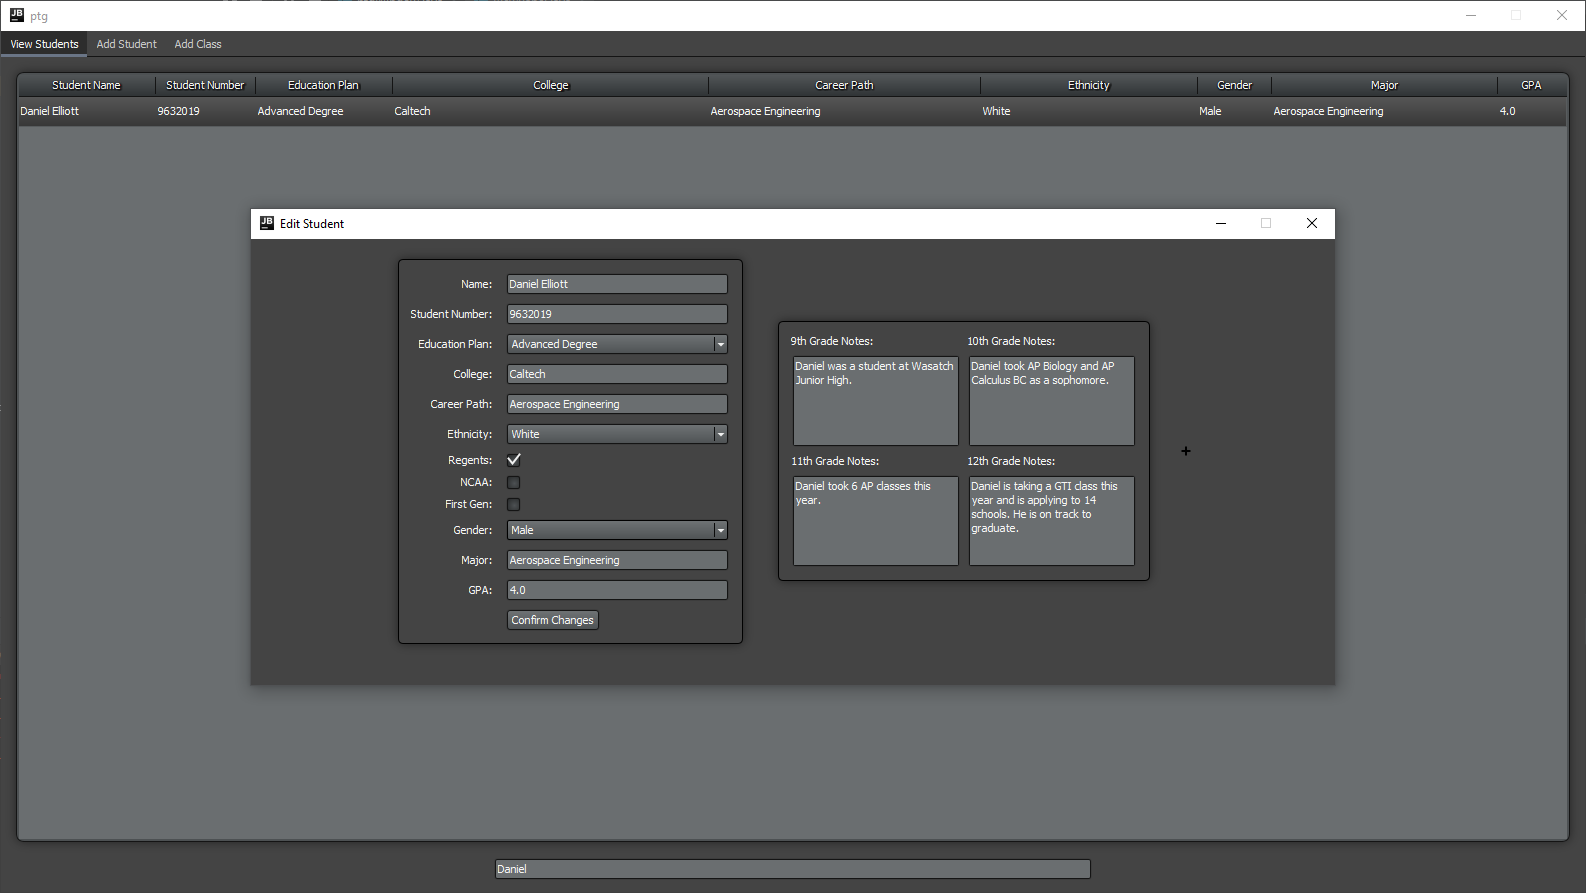 JB ptg
View Students Add Student Add Class
Student Name Student Number Education Plan College Career Path Ethnicity Gender Major GPA
Daniel Elliott 9632019 Advanced Degree Caltech Aerospace Engineering White Male Aerospace Engineering 4.0
JB Edit Student
Name: Daniel Elliott
Student Number: 9632019
Education Plan: Advanced Degree
College: Caltech
Career Path: Aerospace Engineering
Ethnicity: White
Regents:
NCAA:
First Gen:
Gender: Male
Major: Aerospace Engineering
GPA: 4.0
Confirm Changes
9th Grade Notes:
Daniel was a student at Wasatch
Junior High.
10th Grade Notes:
Daniel took AP Biology and AP
Calculus BC as a sophomore.
11th Grade Notes:
Daniel took 6 AP classes this
year.
12th Grade Notes:
Daniel is taking a GTI class this
year and is applying to 14
schools. He is on track to
graduate.
Daniel